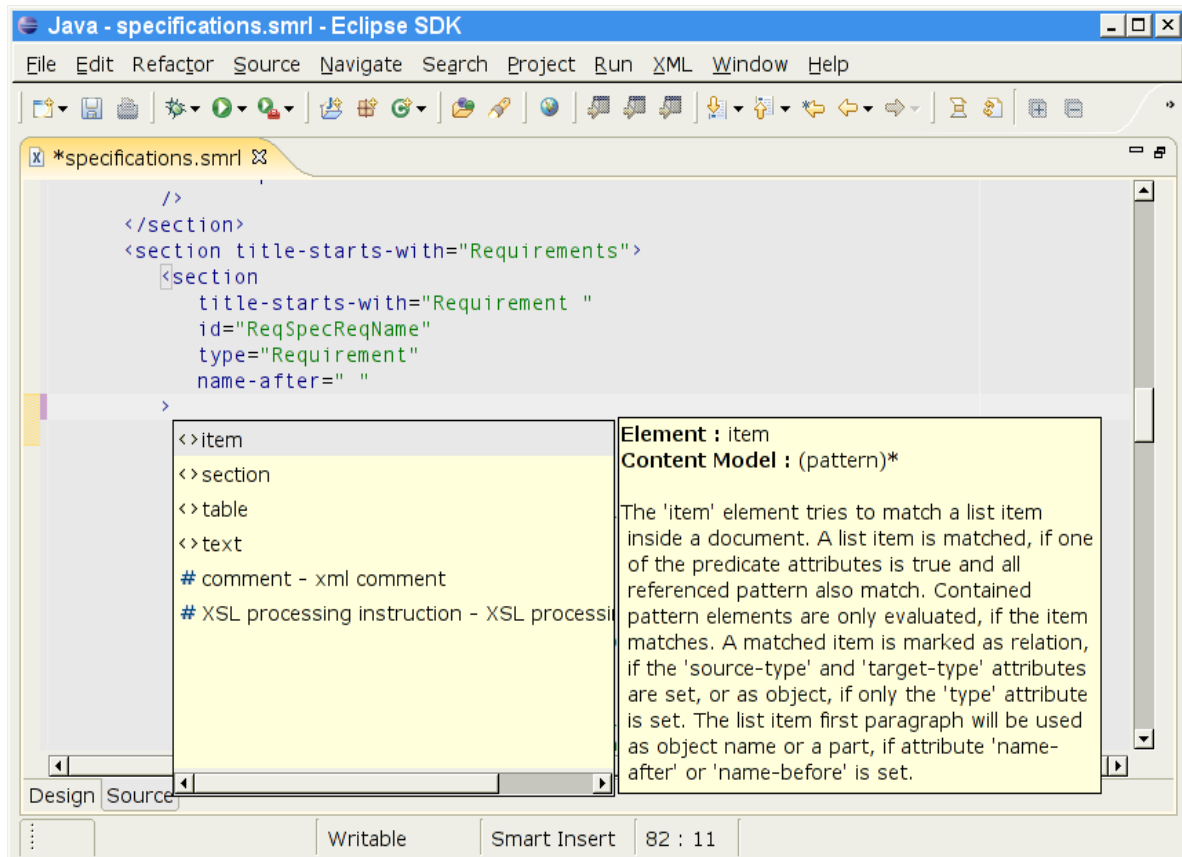 Java - specifications.smrl - Eclipse SDK
File Edit Refactor Source Navigate Search Project Run XML Window Help
*specifications.smrl
/>
</section>
<section title-starts-with="Requirements">
<section
title-starts-with="Requirement "
id="ReqSpecReqName"
type="Requirement"
name-after=" "
>
<>item
<>section
<>table
<>text
# comment - xml comment
# XSL processing instruction - XSL processin
Element : item
Content Model : (pattern)*
The 'item' element tries to match a list item
inside a document. A list item is matched, if one
of the predicate attributes is true and all
referenced pattern also match. Contained
pattern elements are only evaluated, if the item
matches. A matched item is marked as relation,
if the 'source-type' and 'target-type' attributes
are set, or as object, if only the 'type' attribute
is set. The list item first paragraph will be used
as object name or a part, if attribute 'name-
after' or 'name-before' is set.
Design Source
Writable Smart Insert 82 : 11